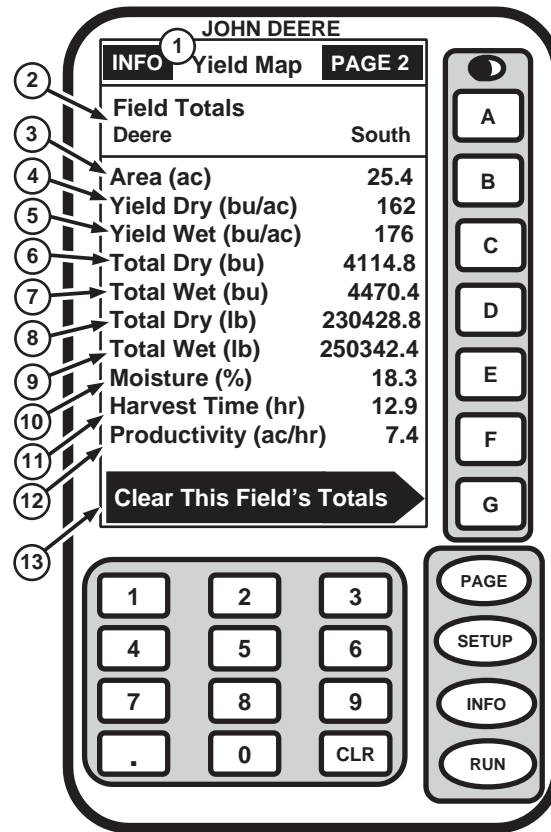 JOHN DEERE
1
INFO Yield Map PAGE 2
2
Field Totals
Deere South
3 Area (ac) 25.4
4 Yield Dry (bu/ac) 162
5 Yield Wet (bu/ac) 176
6 Total Dry (bu) 4114.8
7 Total Wet (bu) 4470.4
8 Total Dry (lb) 230428.8
9 Total Wet (lb) 250342.4
10 Moisture (%) 18.3
11 Harvest Time (hr) 12.9
12 Productivity (ac/hr) 7.4
13 Clear This Field's Totals
A
B
C
D
E
F
G
1 2 3
4 5 6
7 8 9
. 0 CLR
PAGE
SETUP
INFO
RUN